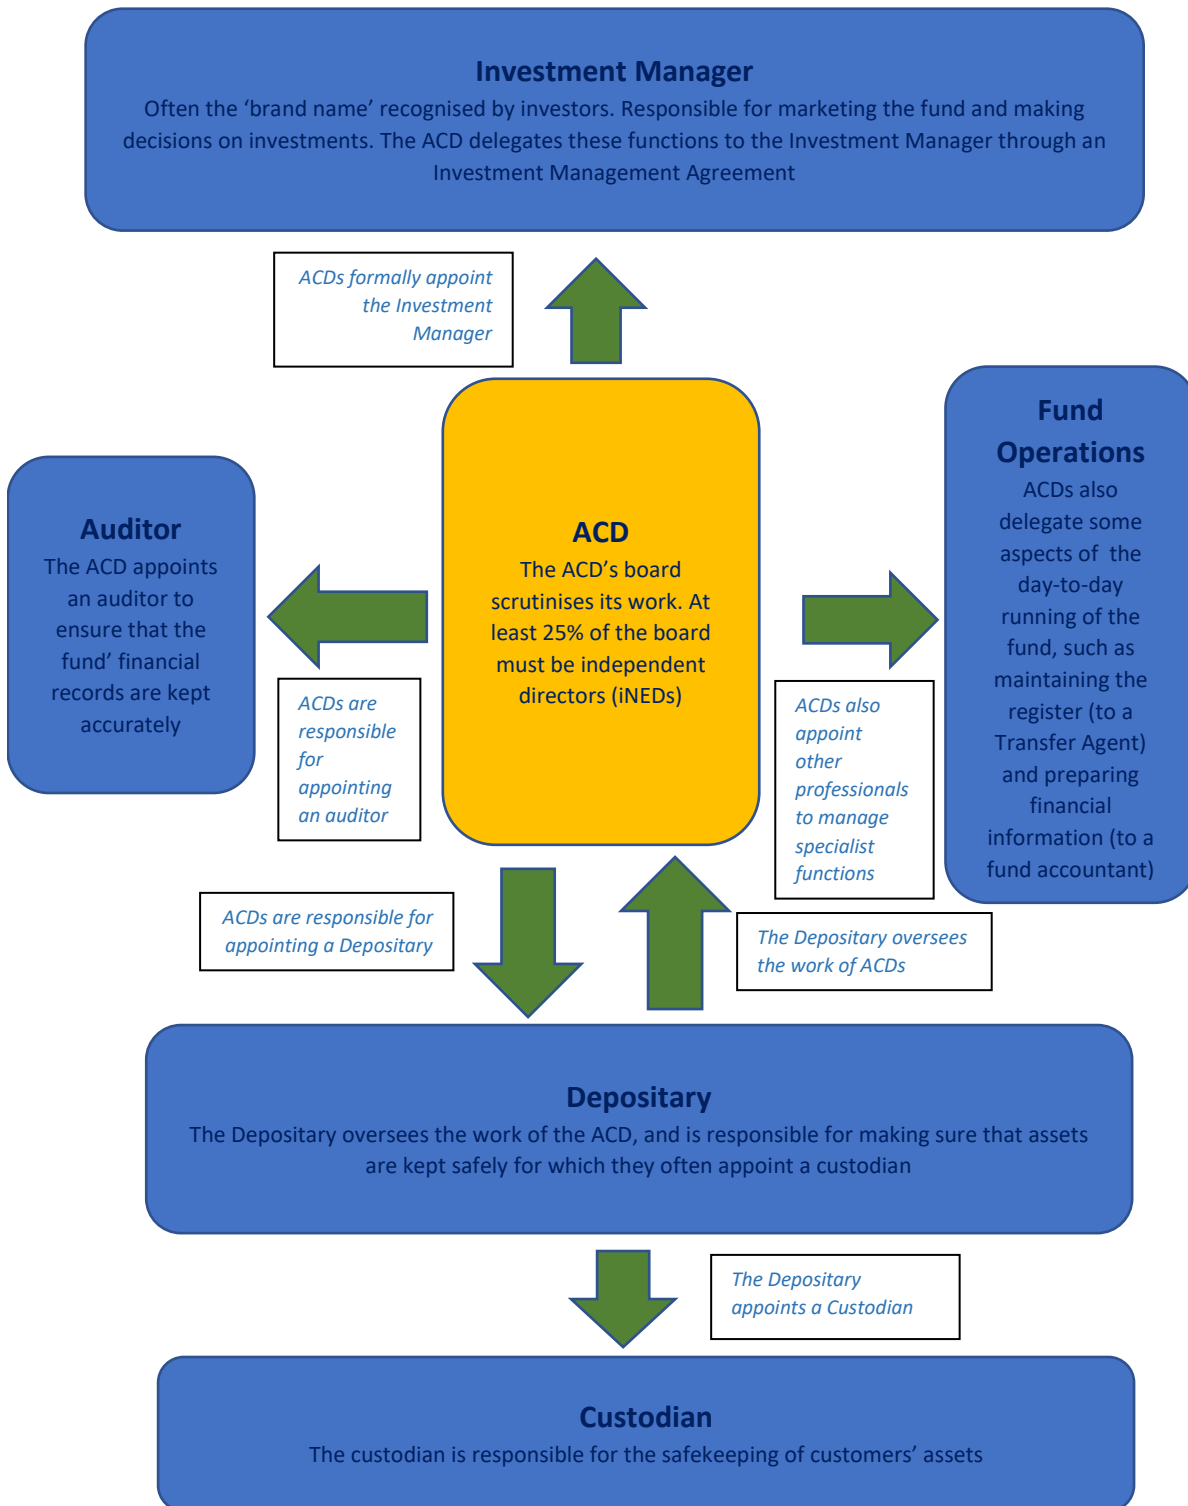 Investment Manager
Often the ‘brand name’ recognised by investors. Responsible for marketing the fund and making
decisions on investments. The ACD delegates these functions to the Investment Manager through an
Investment Management Agreement
ACDs formally appoint
the Investment
Manager
Fund
Operations
ACDs also
delegate some
aspects of  the
day-to-day
running of the
fund, such as
maintaining the
register (to a
Transfer Agent)
and preparing
financial
information (to a
fund accountant)
Auditor
The ACD appoints
an auditor to
ensure that the
fund’ financial
records are kept
accurately
ACD
The ACD’s board
scrutinises its work. At
least 25% of the board
must be independent
directors (iNEDs)
ACDs are
responsible
for
appointing
an auditor
ACDs also
appoint
other
professionals
to manage
specialist
functions
ACDs are responsible for
appointing a Depositary
The Depositary oversees
the work of ACDs
Depositary
The Depositary oversees the work of the ACD, and is responsible for making sure that assets
are kept safely for which they often appoint a custodian
The Depositary
appoints a Custodian
Custodian
The custodian is responsible for the safekeeping of customers’ assets